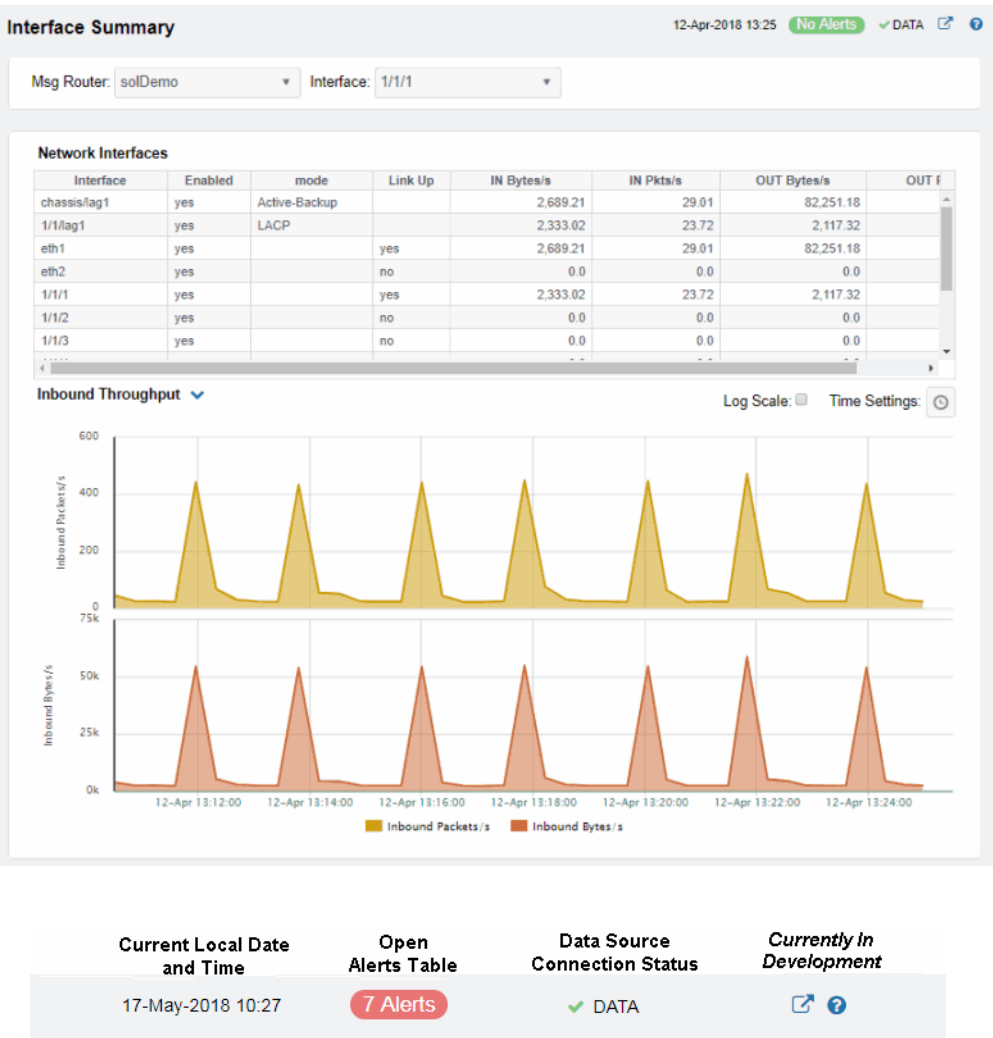 Interface Summary 12-Apr-2018 13:25 No Alerts DATA
Msg Router: solDemo Interface: 1/1/1
Network Interfaces
Interface Enabled mode Link Up IN Bytes/s IN Pkts/s OUT Bytes/s OUT
chassis/lag1 yes Active-Backup 2,689.21 29.01 82,251.18
1/1/lag1 yes LACP 2,333.02 23.72 2,117.32
eth1 yes yes 2,689.21 29.01 82,251.18
eth2 yes no 0.0 0.0 0.0
1/1/1 yes yes 2,333.02 23.72 2,117.32
1/1/2 yes no 0.0 0.0 0.0
1/1/3 yes no 0.0 0.0 0.0
Inbound Throughput Log Scale: Time Settings:
Inbound Packets/s
600
400
200
0
Inbound Bytes/s
75k
50k
25k
0k
12-Apr 13:12:00 12-Apr 13:14:00 12-Apr 13:16:00 12-Apr 13:18:00 12-Apr 13:20:00 12-Apr 13:22:00 12-Apr 13:24:00
Inbound Packets/s Inbound Bytes/s
Current Local Date and Time
Open Alerts Table
Data Source Connection Status
Currently In Development
17-May-2018 10:27 7 Alerts DATA